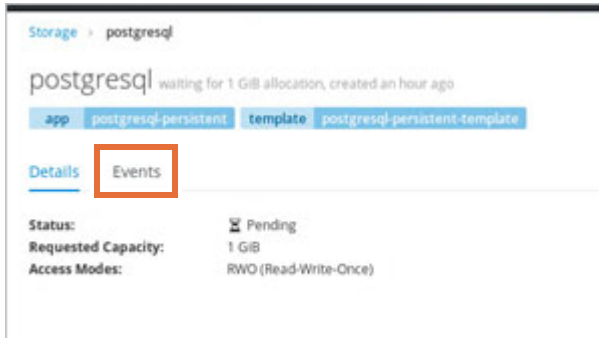 Storage > postgresql
postgresql waiting for 1 GiB allocation, created an hour ago
app postgresql-persistent template postgresql-persistent-template
Details Events
Status: Pending
Requested Capacity: 1 GiB
Access Modes: RWO (Read-Write-Once)